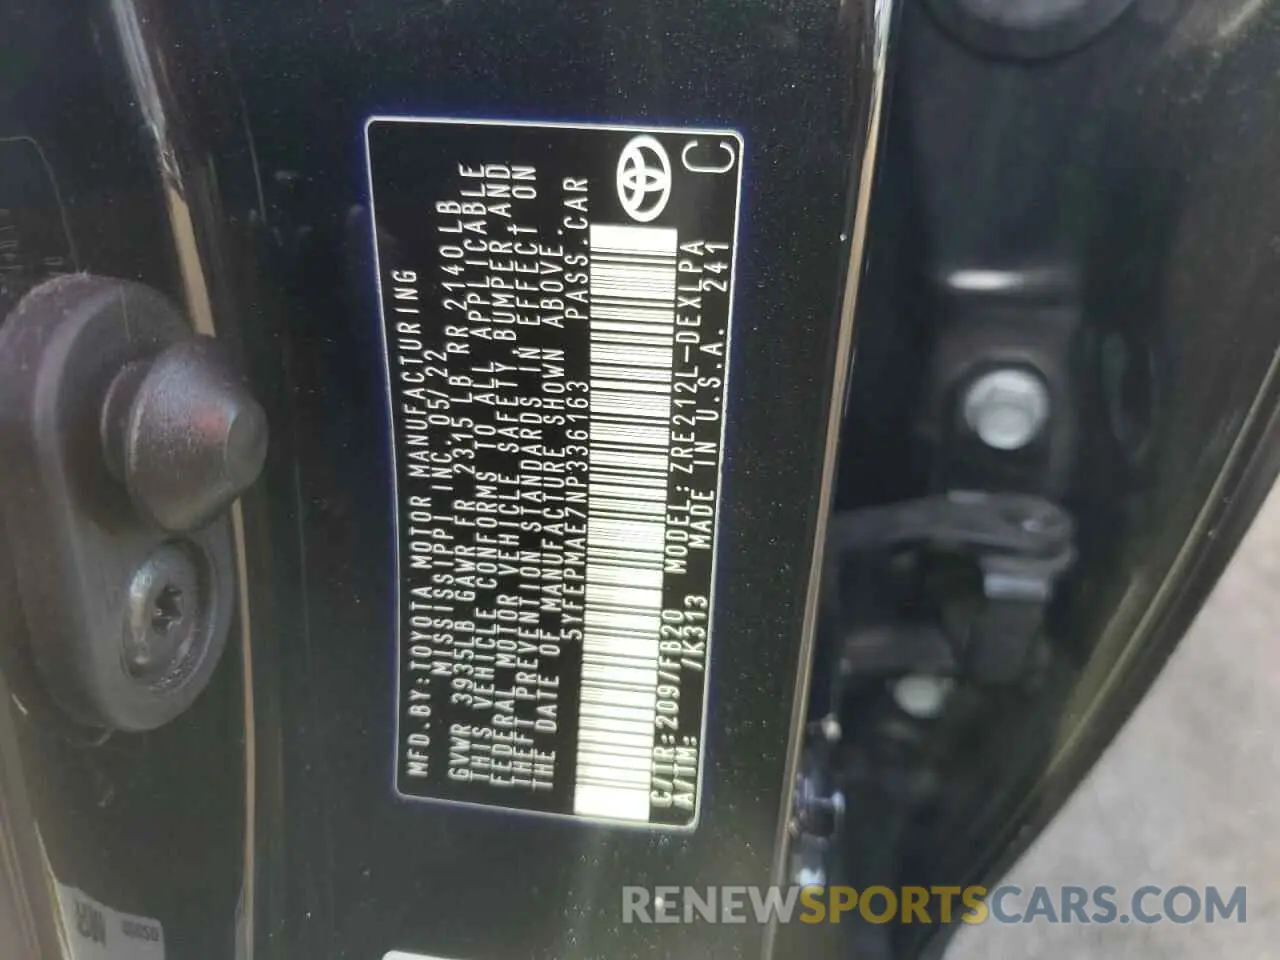 MFD.BY:TOYOTA MOTOR MANUFACTURING
MISSISSIPPI INC. 05/22
GVWR 3935LB GAWR FR 2315 LB RR 2140LB
THIS VEHICLE CONFORMS TO ALL APPLICABLE
FEDERAL MOTOR VEHICLE SAFETY, BUMPER, AND
THEFT PREVENTION STANDARDS IN EFFECT ON
THE DATE OF MANUFACTURE SHOWN ABOVE.
5YFEPMAE7NP336163 PASS.CAR
C/TR:209/FB20 MODEL:ZRE212L-DEXLPA
A/TM: /K313 MADE IN U.S.A. 241
C
RENEWSPORTSCARS.COM